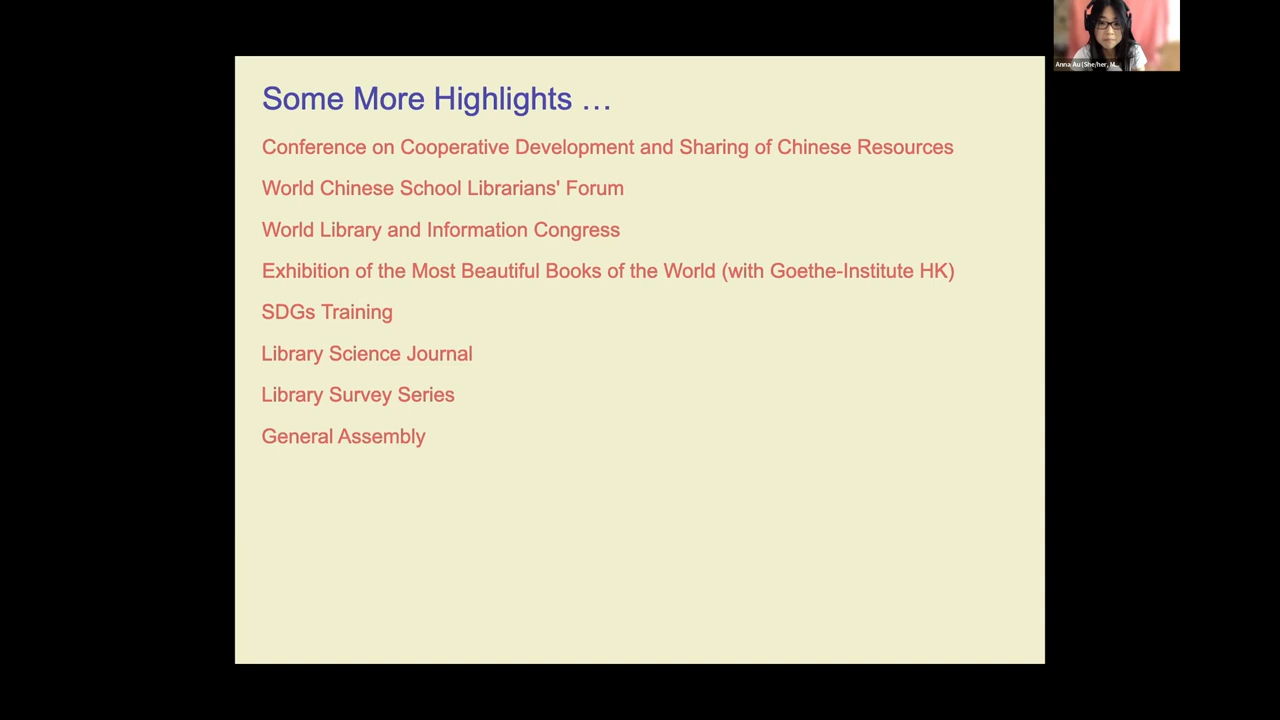 Some More Highlights …
Conference on Cooperative Development and Sharing of Chinese Resources
World Chinese School Librarians' Forum
World Library and Information Congress
Exhibition of the Most Beautiful Books of the World (with Goethe-Institute HK)
SDGs Training
Library Science Journal
Library Survey Series
General Assembly
Anna Au (She/her, M...